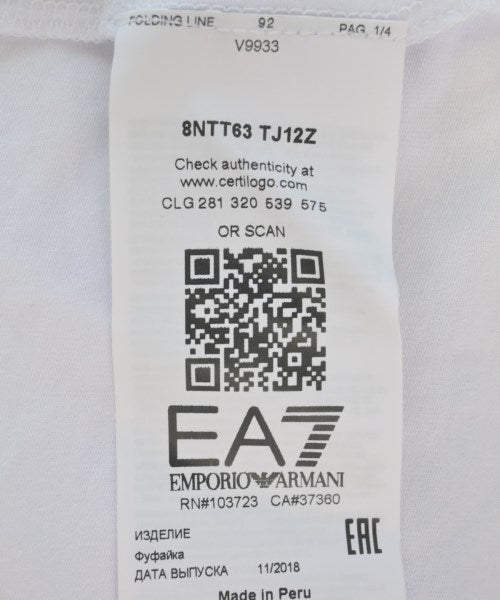 FOLDING LINE 92 PAG. 1/4
V9933
8NTT63 TJ12Z
Check authenticity at
www.certilogo.com
CLG 281 320 539 575
OR SCAN
EA7
EMPORIO ARMANI
RN#103723 CA#37360
ИЗДЕЛИЕ
Фуфайка
ДАТА ВЫПУСКА 11/2018
EAC
Made in Peru